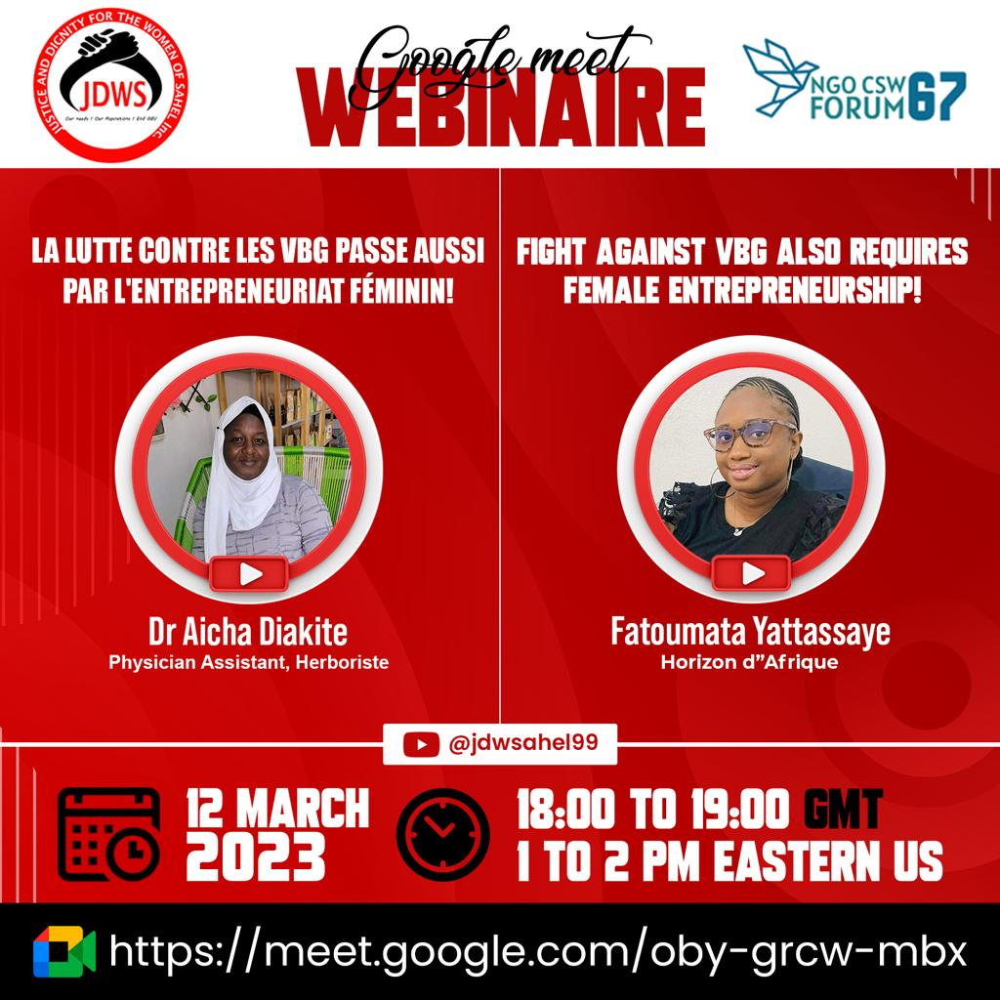 JUSTICE AND DIGNITY FOR THE WOMEN OF SAHEL Inc.
JDWS
Our needs ! Our Aspirations ! End GBV
Google meet
WEBINAIRE
NGO CSW
FORUM 67
LA LUTTE CONTRE LES VBG PASSE AUSSI
PAR L'ENTREPRENEURIAT FÉMININ!
FIGHT AGAINST VBG ALSO REQUIRES
FEMALE ENTREPRENEURSHIP!
Dr Aicha Diakite
Physician Assistant, Herboriste
Fatoumata Yattassaye
Horizon d”Afrique
@jdwsahel99
12 MARCH
2023
18:00 TO 19:00 GMT
1 TO 2 PM EASTERN US
https://meet.google.com/oby-grcw-mbx